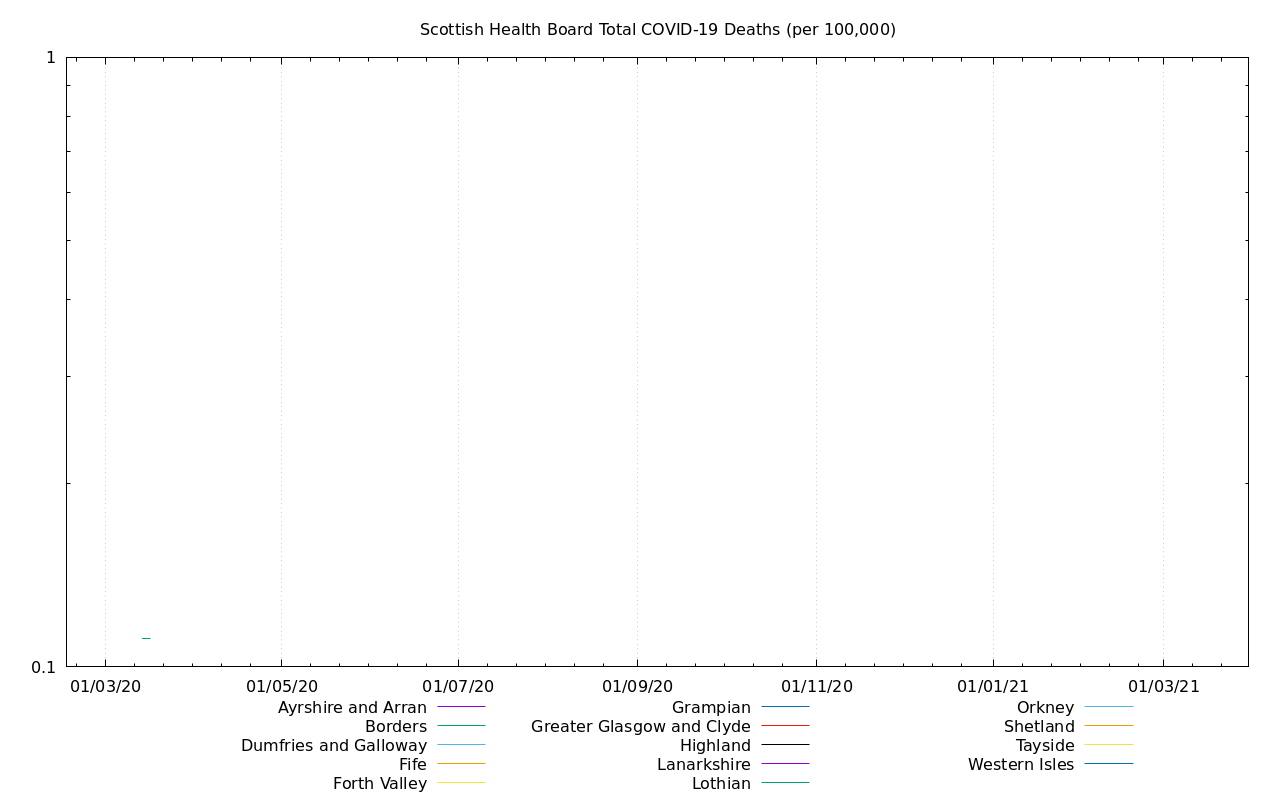 Scottish Health Board Total COVID-19 Deaths (per 100,000)
1
0.1
01/03/20 01/05/20 01/07/20 01/09/20 01/11/20 01/01/21 01/03/21
Ayrshire and Arran
Borders
Dumfries and Galloway
Fife
Forth Valley
Grampian
Greater Glasgow and Clyde
Highland
Lanarkshire
Lothian
Orkney
Shetland
Tayside
Western Isles